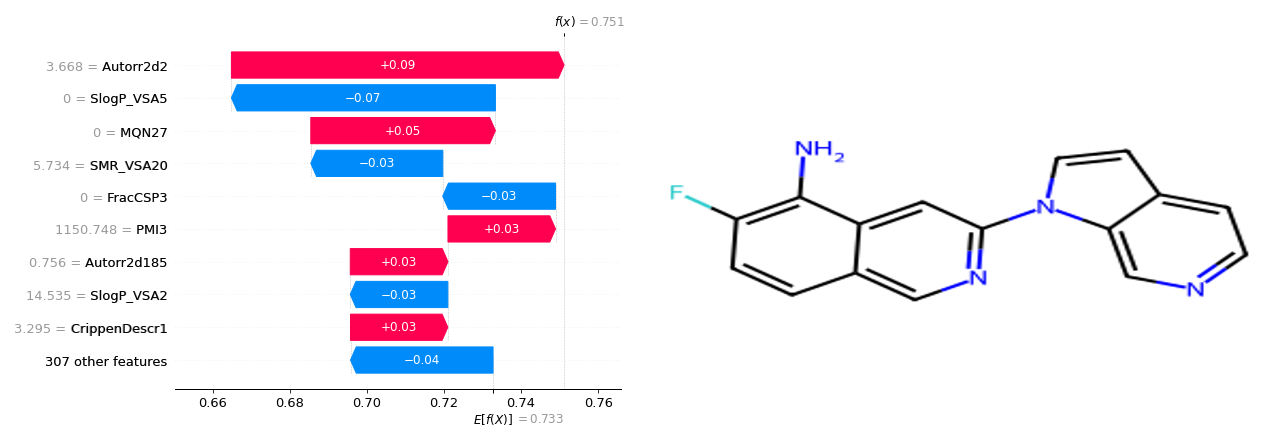 f(x) = 0.751
3.668 = Autorr2d2
+0.09
0 = SlogP_VSA5
−0.07
0 = MQN27
+0.05
5.734 = SMR_VSA20
−0.03
0 = FracCSP3
−0.03
1150.748 = PMI3
+0.03
0.756 = Autorr2d185
+0.03
14.535 = SlogP_VSA2
−0.03
3.295 = CrippenDescr1
+0.03
307 other features
−0.04
0.66 0.68 0.70 0.72 0.74 0.76
E[f(X)] = 0.733
NH2
F
N
N
N